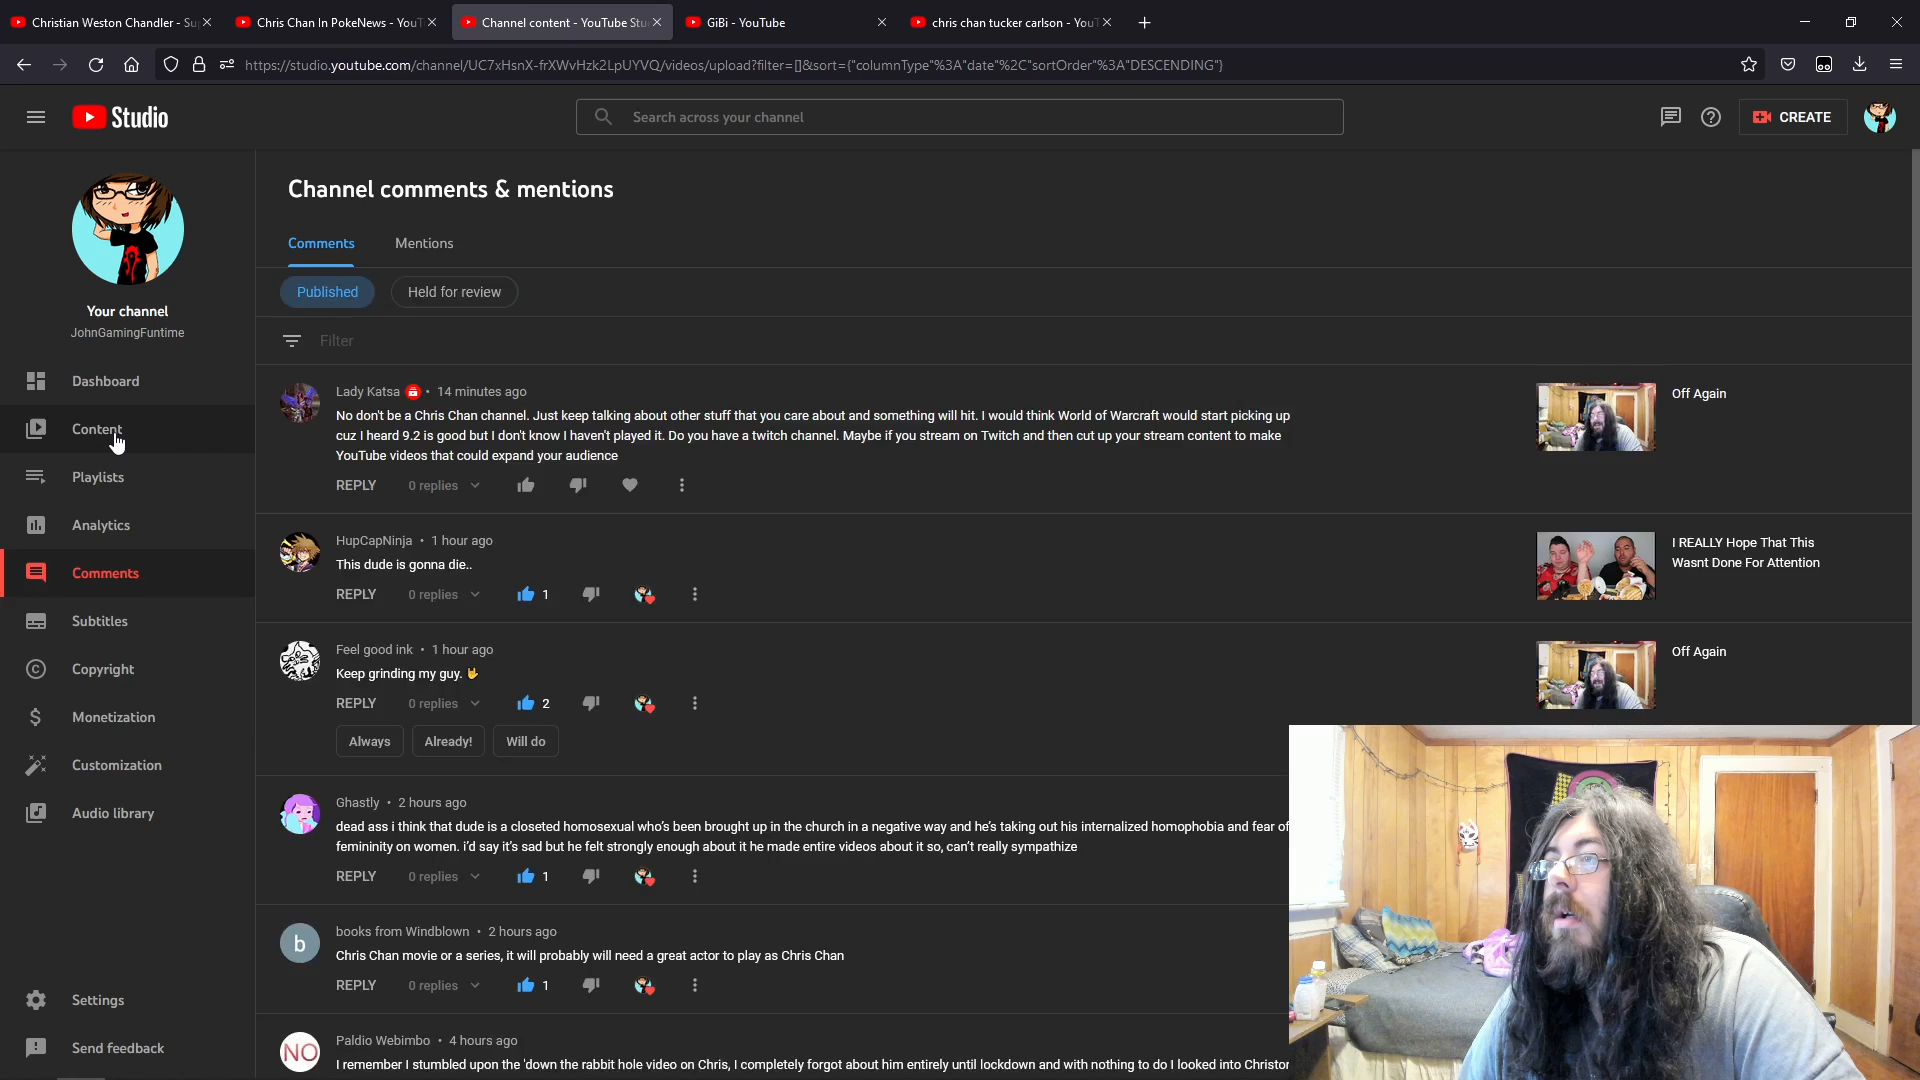 Christian Weston Chandler - Su
Chris Chan In PokeNews - YouT
Channel content - YouTube Stu
GiBi - YouTube
chris chan tucker carlson - YouT
https://studio.youtube.com/channel/UC7xHsnX-frXWvHzk2LpUYVQ/videos/upload?filter=[]&sort={"columnType"%3A"date"%2C"sortOrder"%3A"DESCENDING"}
Studio
Search across your channel
CREATE
Your channel
JohnGamingFuntime
Dashboard
Content
Playlists
Analytics
Comments
Subtitles
Copyright
Monetization
Customization
Audio library
Settings
Send feedback
Channel comments & mentions
Comments
Mentions
Published
Held for review
Filter
Lady Katsa • 14 minutes ago
No don't be a Chris Chan channel. Just keep talking about other stuff that you care about and something will hit. I would think World of Warcraft would start picking up
cuz I heard 9.2 is good but I don't know I haven't played it. Do you have a twitch channel. Maybe if you stream on Twitch and then cut up your stream content to make
YouTube videos that could expand your audience
REPLY 0 replies
Off Again
HupCapNinja • 1 hour ago
This dude is gonna die..
REPLY 0 replies 1
I REALLY Hope That This
Wasnt Done For Attention
Feel good ink • 1 hour ago
Keep grinding my guy. 🤟
REPLY 0 replies 2
Always Already! Will do
Off Again
Ghastly • 2 hours ago
dead ass i think that dude is a closeted homosexual who's been brought up in the church in a negative way and he's taking out his internalized homophobia and fear of
femininity on women. i'd say it's sad but he felt strongly enough about it he made entire videos about it so, can't really sympathize
REPLY 0 replies 1
b
books from Windblown • 2 hours ago
Chris Chan movie or a series, it will probably will need a great actor to play as Chris Chan
REPLY 0 replies 1
NO
Paldio Webimbo • 4 hours ago
I remember I stumbled upon the 'down the rabbit hole video on Chris, I completely forgot about him entirely until lockdown and with nothing to do I looked into Christor